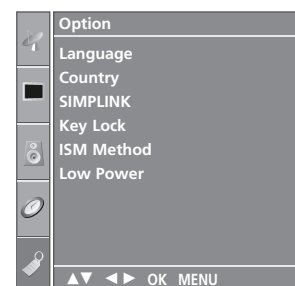 Option
Language
Country
SIMPLINK
Key Lock
ISM Method
Low Power
▲▼ ◄► OK MENU